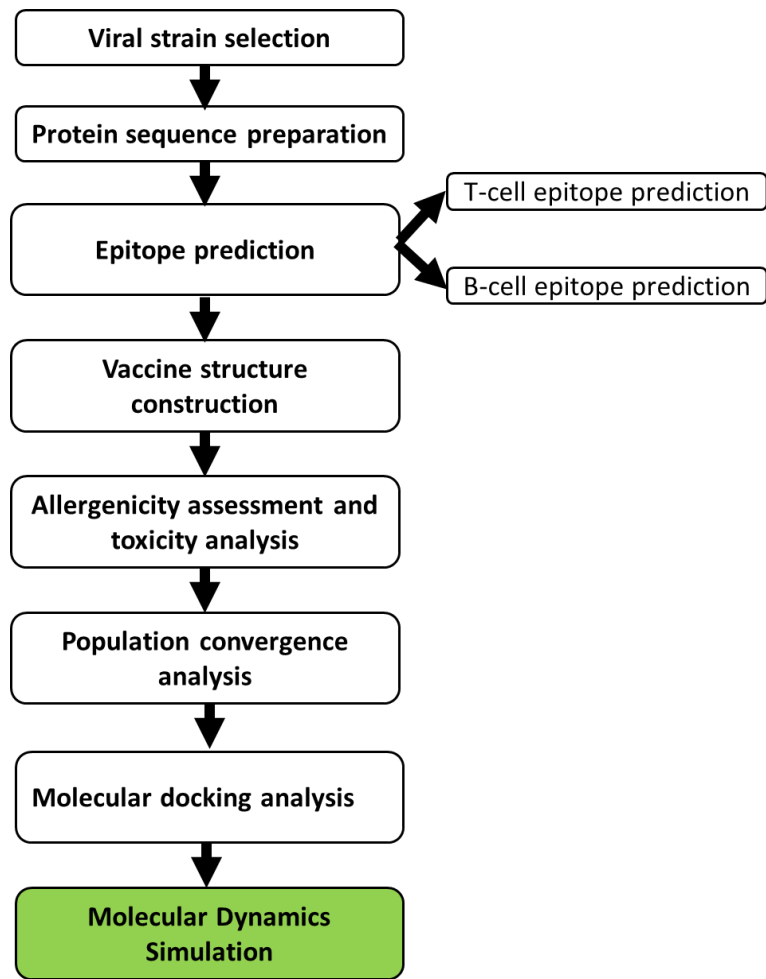 Viral strain selection
Protein sequence preparation
Epitope prediction
T-cell epitope prediction
B-cell epitope prediction
Vaccine structure
construction
Allergenicity assessment and
toxicity analysis
Population convergence
analysis
Molecular docking analysis
Molecular Dynamics
Simulation